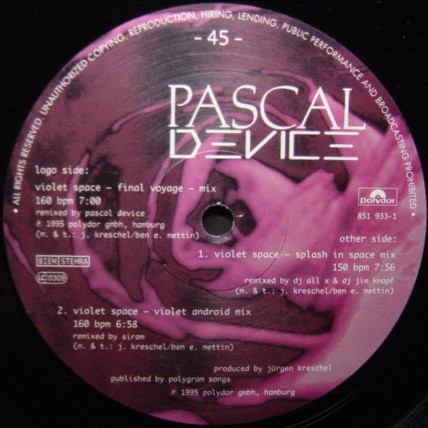 • ALL RIGHTS RESERVED. UNAUTHORIZED COPYING, REPRODUCTION, HIRING, LENDING, PUBLIC PERFORMANCE AND BROADCASTING PROHIBITED •
- 45 -
PASCAL
DEVICE
logo side:
violet space - final voyage - mix
160 bpm 7:00
remixed by pascal device
℗ 1995 polydor gmbh, hamburg
(m. & t.: j. kreschel/ben e. mettin)
Polydor
851 933-1
BIEM STEMRA
LC 0309
other side:
1. violet space - splash in space mix
150 bpm 7:56
remixed by dj all x & dj jim knopf
(m. & t.: j. kreschel/ben e. mettin)
2. violet space - violet android mix
160 bpm 6:58
remixed by siram
(m. & t.: j. kreschel/ben e. mettin)
produced by jürgen kreschel
published by polygram songs
℗ 1995 polydor gmbh, hamburg